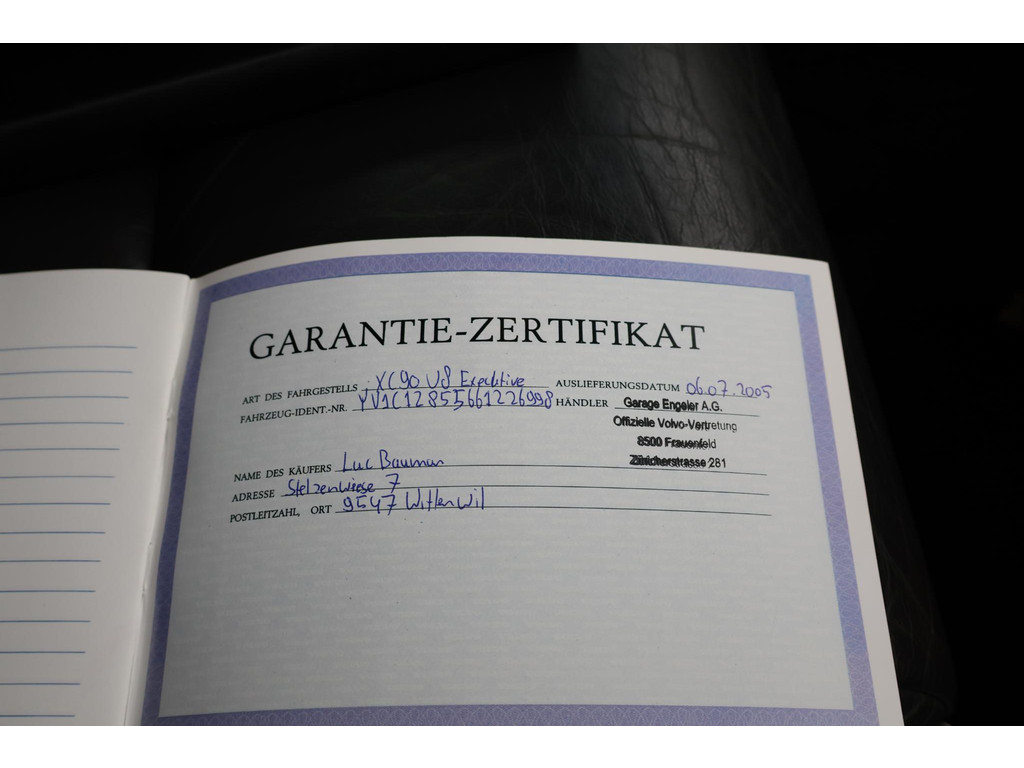 GARANTIE-ZERTIFIKAT
ART DES FAHRGESTELLS XC90 V8 Executive AUSLIEFERUNGSDATUM 06.07.2005
FAHRZEUG-IDENT.-NR. YV1C12855661226998 HÄNDLER Garage Engeler A.G.
Offizielle Volvo-Vertretung
8500 Frauenfeld
Zürcherstrasse 281
NAME DES KÄUFERS Luc Bauman
ADRESSE Stelzenwiese 7
POSTLEITZAHL, ORT 9547 Wittenwil